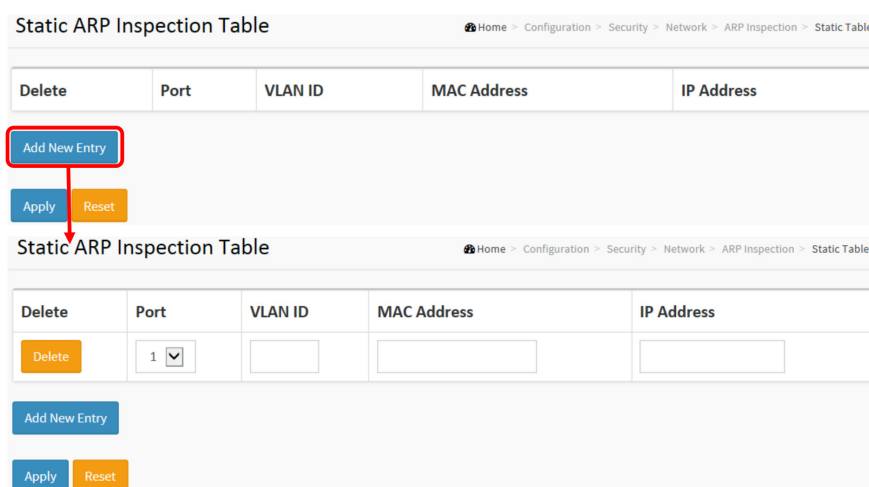 Static ARP Inspection Table
Home > Configuration > Security > Network > ARP Inspection > Static Table
Delete Port VLAN ID MAC Address IP Address
Add New Entry
Apply Reset
Static ARP Inspection Table
Home > Configuration > Security > Network > ARP Inspection > Static Table
Delete Port VLAN ID MAC Address IP Address
Delete 1
Add New Entry
Apply Reset